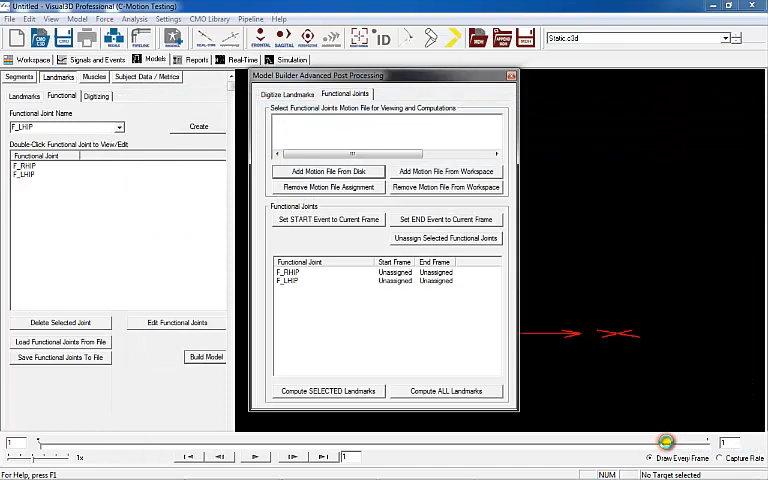 Untitled - Visual3D Professional (C-Motion Testing)
File Edit View Model Force Analysis Settings CMO Library Pipeline Help
FRONTAL SAGITAL ID Static.c3d
Workspace Signals and Events Models Reports Real-Time Simulation
Segments Landmarks Muscles Subject Data / Metrics
Landmarks Functional Digitizing
Functional Joint Name
F_LHIP Create
Double-Click Functional Joint to View/Edit
Functional Joint
F_RHIP
F_LHIP
Delete Selected Joint Edit Functional Joints
Load Functional Joints From File
Save Functional Joints To File Build Model
Model Builder Advanced Post Processing
Digitize Landmarks Functional Joints
Select Functional Joints Motion File for Viewing and Computations
Add Motion File From Disk Add Motion File From Workspace
Remove Motion File Assignment Remove Motion File From Workspace
Functional Joints
Set START Event to Current Frame Set END Event to Current Frame
Unassign Selected Functional Joints
Functional Joint Start Frame End Frame
F_RHIP Unassigned Unassigned
F_LHIP Unassigned Unassigned
Compute SELECTED Landmarks Compute ALL Landmarks
1 1
1x 1 Draw Every Frame Capture Rate
For Help, press F1 NUM No Target selected